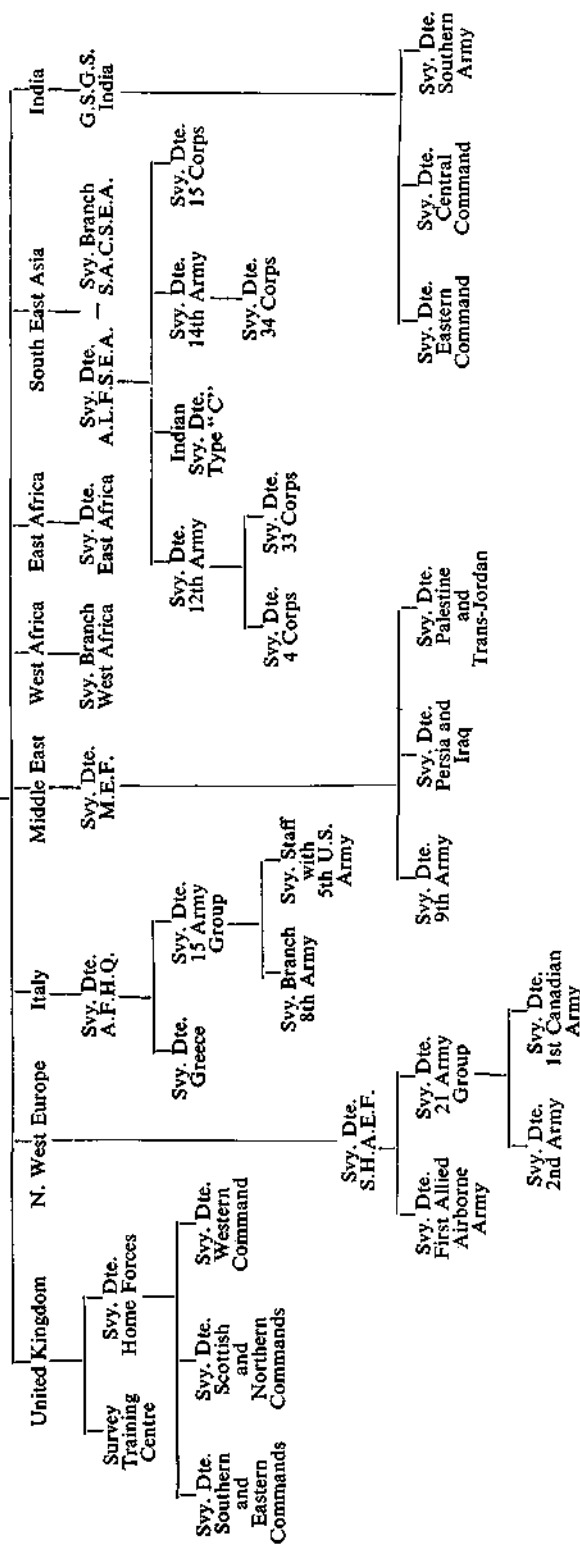 United Kingdom
N. West Europe
Italy
Middle East
West Africa
East Africa
South East Asia
India
Survey
Training
Centre
Svy. Dte.
Home Forces
Svy. Dte.
Southern
and
Eastern
Commands
Svy. Dte.
Scottish
and
Northern
Commands
Svy. Dte.
Western
Command
Svy. Dte.
S.H.A.E.F.
Svy. Dte.
First Allied
Airborne
Army
Svy. Dte.
21 Army
Group
Svy. Dte.
2nd Army
Svy. Dte.
1st Canadian
Army
Svy. Dte.
A.F.H.Q.
Svy. Dte.
Greece
Svy. Dte.
15 Army
Group
Svy. Branch
8th Army
Svy. Staff
with
5th U.S.
Army
Svy. Dte.
M.E.F.
Svy. Dte.
9th Army
Svy. Dte.
Persia and
Iraq
Svy. Dte.
Palestine
and
Trans-Jordan
Svy. Branch
West Africa
Svy. Dte.
East Africa
Svy. Dte.
A.L.F.S.E.A.
Svy. Branch
S.A.C.S.E.A.
Svy. Dte.
12th Army
Indian
Svy. Dte.
Type "C"
Svy. Dte.
14th Army
Svy. Dte.
15 Corps
Svy. Dte.
4 Corps
Svy. Dte.
33 Corps
Svy. Dte.
34 Corps
G.S.G.S.
India
Svy. Dte.
Eastern
Command
Svy. Dte.
Central
Command
Svy. Dte.
Southern
Army